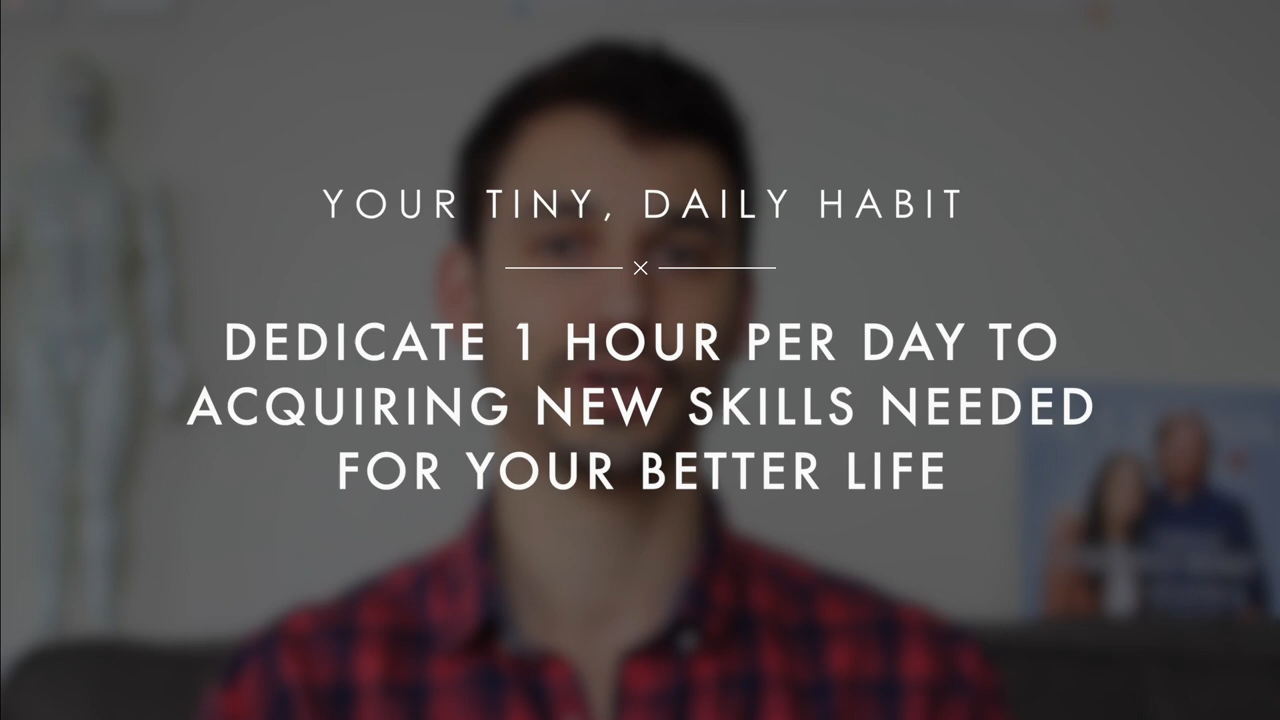 YOUR TINY, DAILY HABIT
DEDICATE 1 HOUR PER DAY TO
ACQUIRING NEW SKILLS NEEDED
FOR YOUR BETTER LIFE